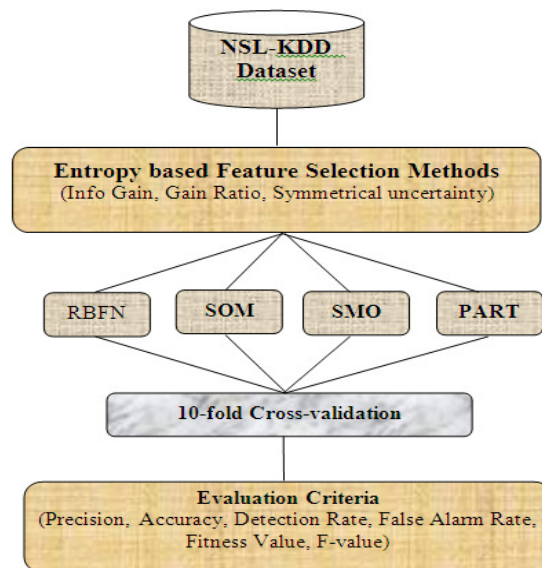 NSL-KDD
Dataset
Entropy based Feature Selection Methods
(Info Gain, Gain Ratio, Symmetrical uncertainty)
RBFN
SOM
SMO
PART
10-fold Cross-validation
Evaluation Criteria
(Precision, Accuracy, Detection Rate, False Alarm Rate,
Fitness Value, F-value)